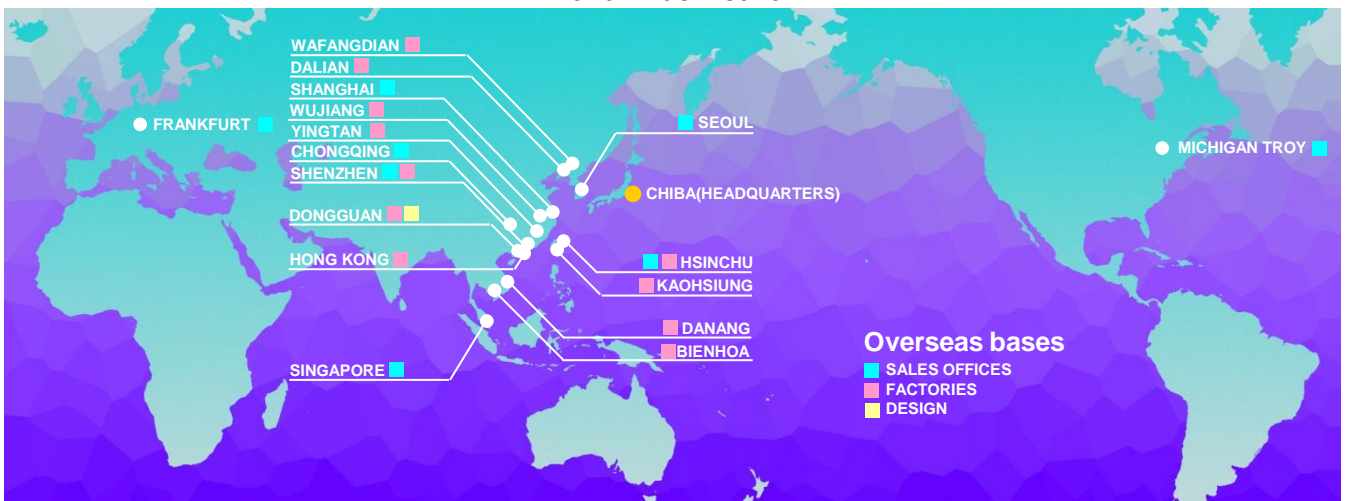 WAFANGDIAN
DALIAN
SHANGHAI
WUJIANG
YINGTAN
CHONGQING
SHENZHEN
DONGGUAN
HONG KONG
SINGAPORE
FRANKFURT
SEOUL
CHIBA(HEADQUARTERS)
MICHIGAN TROY
HSINCHU
KAOHSIUNG
DANANG
BIENHOA
Overseas bases
SALES OFFICES
FACTORIES
DESIGN